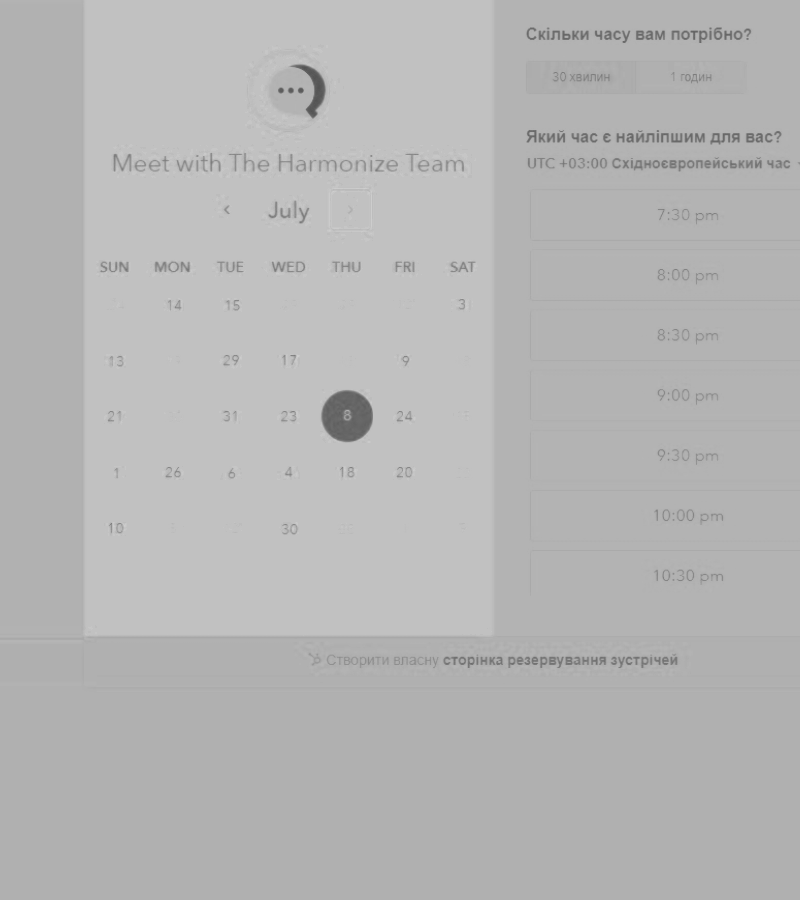 Meet with The Harmonize Team
July
SUN MON TUE WED THU FRI SAT
14 15 3
13 29 17 9
21 31 23 8 24
1 26 6 4 18 20
10 30
Скільки часу вам потрібно?
30 хвилин 1 годин
Який час є найліпшим для вас?
UTC +03:00 Східноєвропейський час
7:30 pm
8:00 pm
8:30 pm
9:00 pm
9:30 pm
10:00 pm
10:30 pm
Створити власну сторінка резервування зустрічей